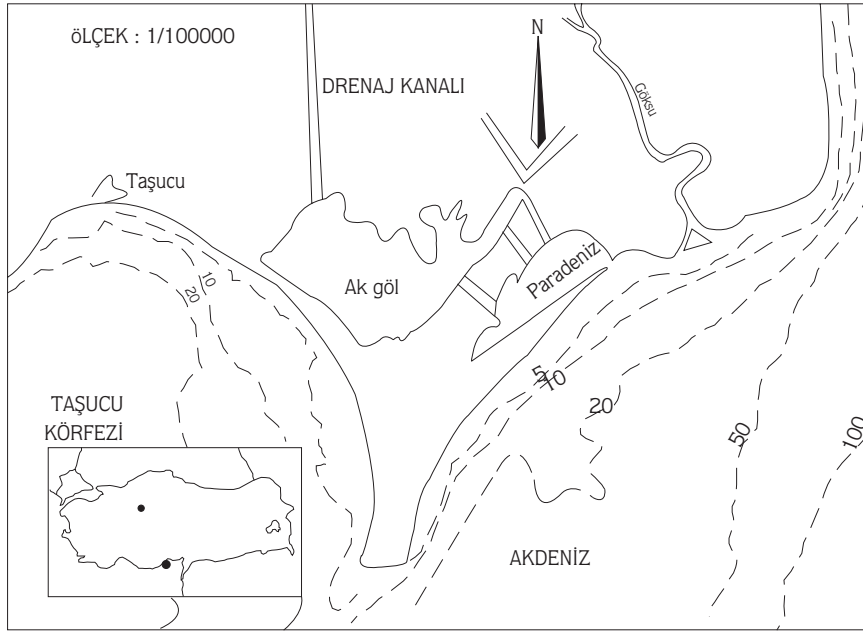 öLÇEK : 1/100000
N
DRENAJ KANALI
Göksu
Taşucu
Ak göl
Paradeniz
10
20
5
10
20
50
100
TAŞUCU
KÖRFEZİ
AKDENİZ